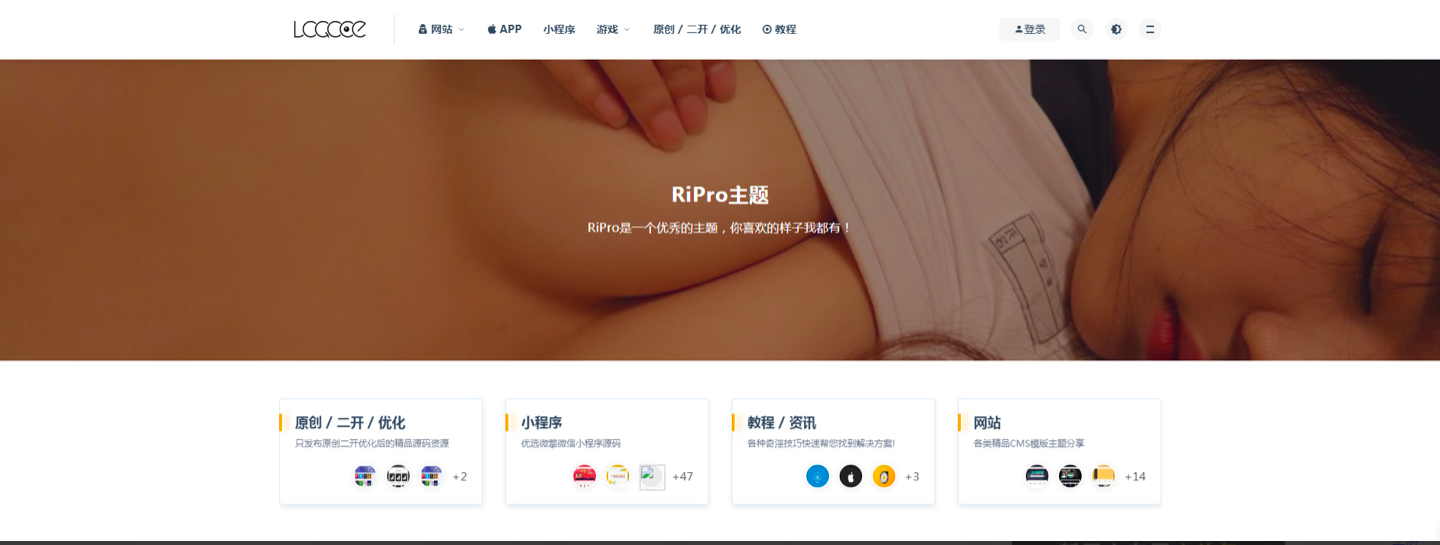 LOQCOE
网站
APP
小程序
游戏
原创 / 二开 / 优化
教程
登录
RiPro主题
RiPro是一个优秀的主题，你喜欢的样子我都有！
原创 / 二开 / 优化
只发布原创二开优化后的精品源码资源
+2
小程序
优选微擎微信小程序源码
+47
教程 / 资讯
各种奇淫技巧快速帮您找到解决方案!
+3
网站
各类精品CMS模版主题分享
+14